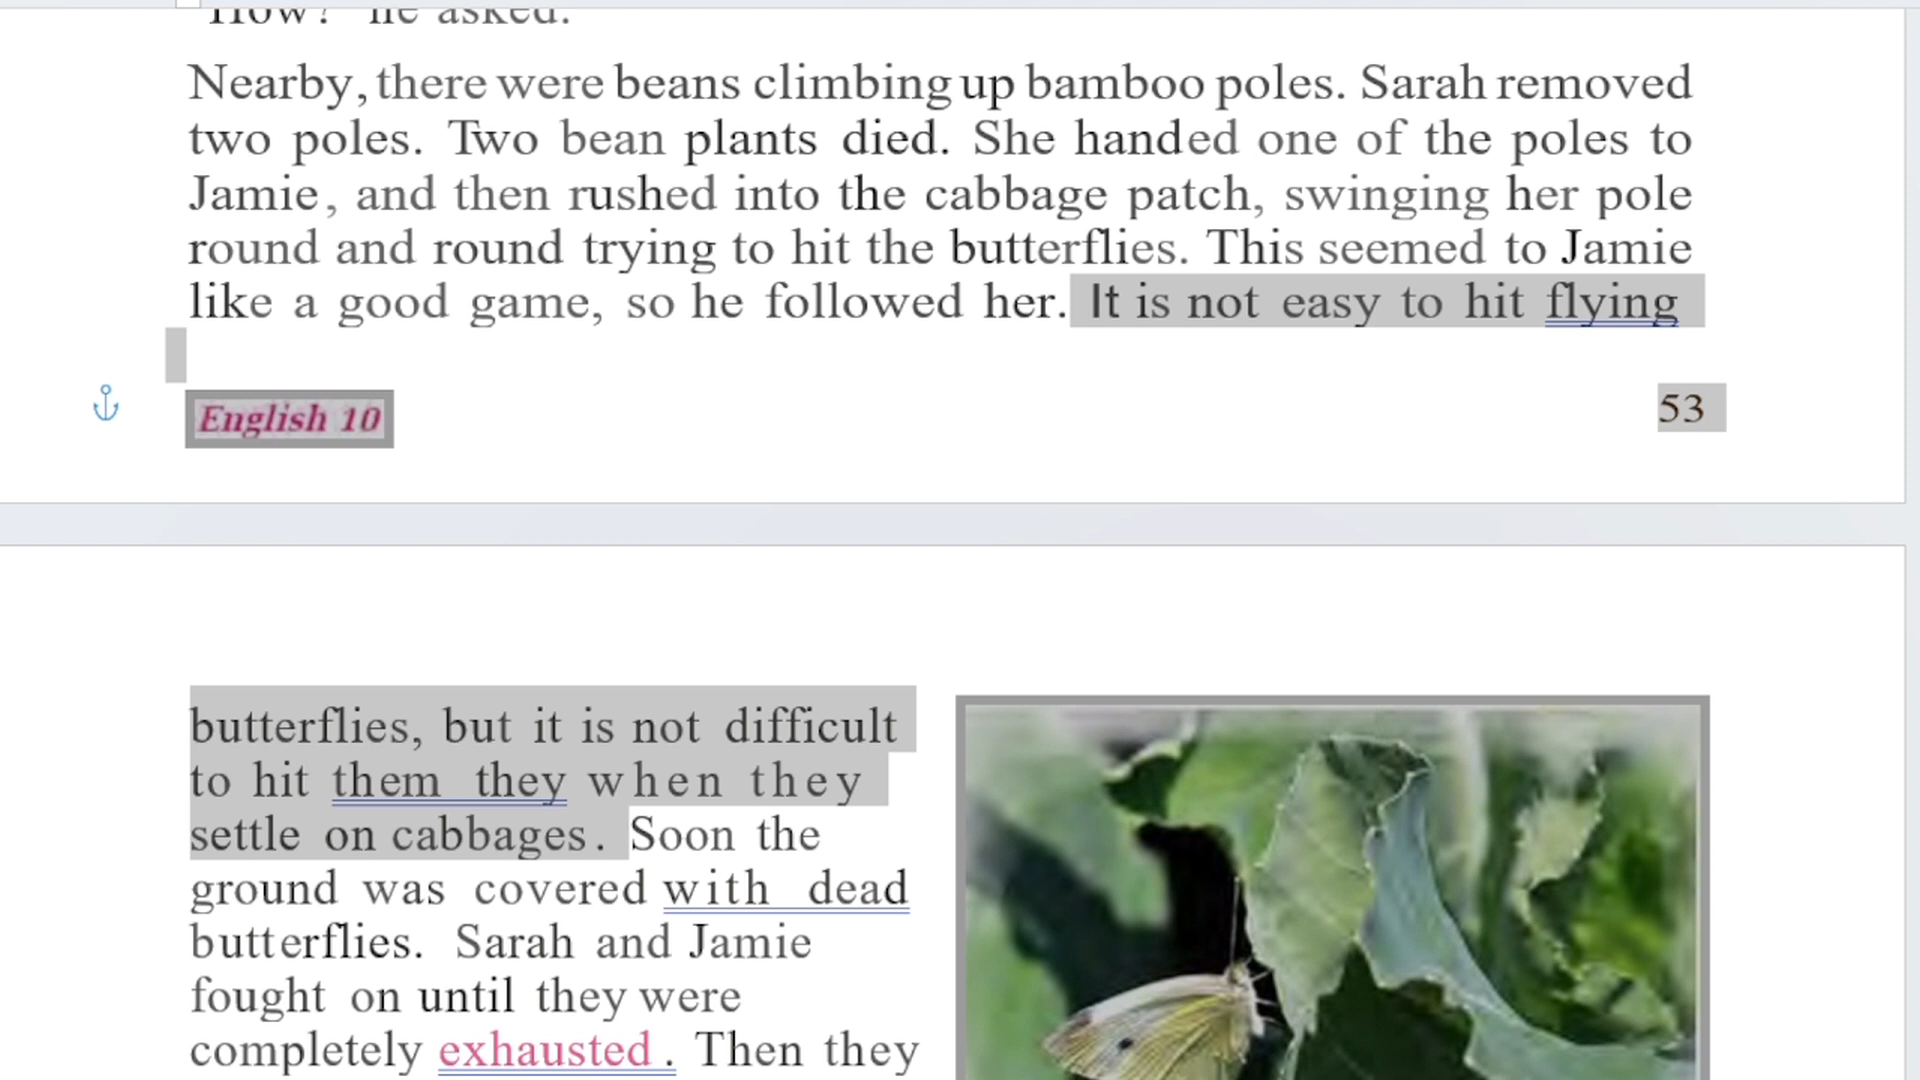 "How?" he asked.
Nearby, there were beans climbing up bamboo poles. Sarah removed
two poles. Two bean plants died. She handed one of the poles to
Jamie, and then rushed into the cabbage patch, swinging her pole
round and round trying to hit the butterflies. This seemed to Jamie
like a good game, so he followed her. It is not easy to hit flying
English 10
53
butterflies, but it is not difficult
to hit them they when they
settle on cabbages. Soon the
ground was covered with dead
butterflies. Sarah and Jamie
fought on until they were
completely exhausted . Then they